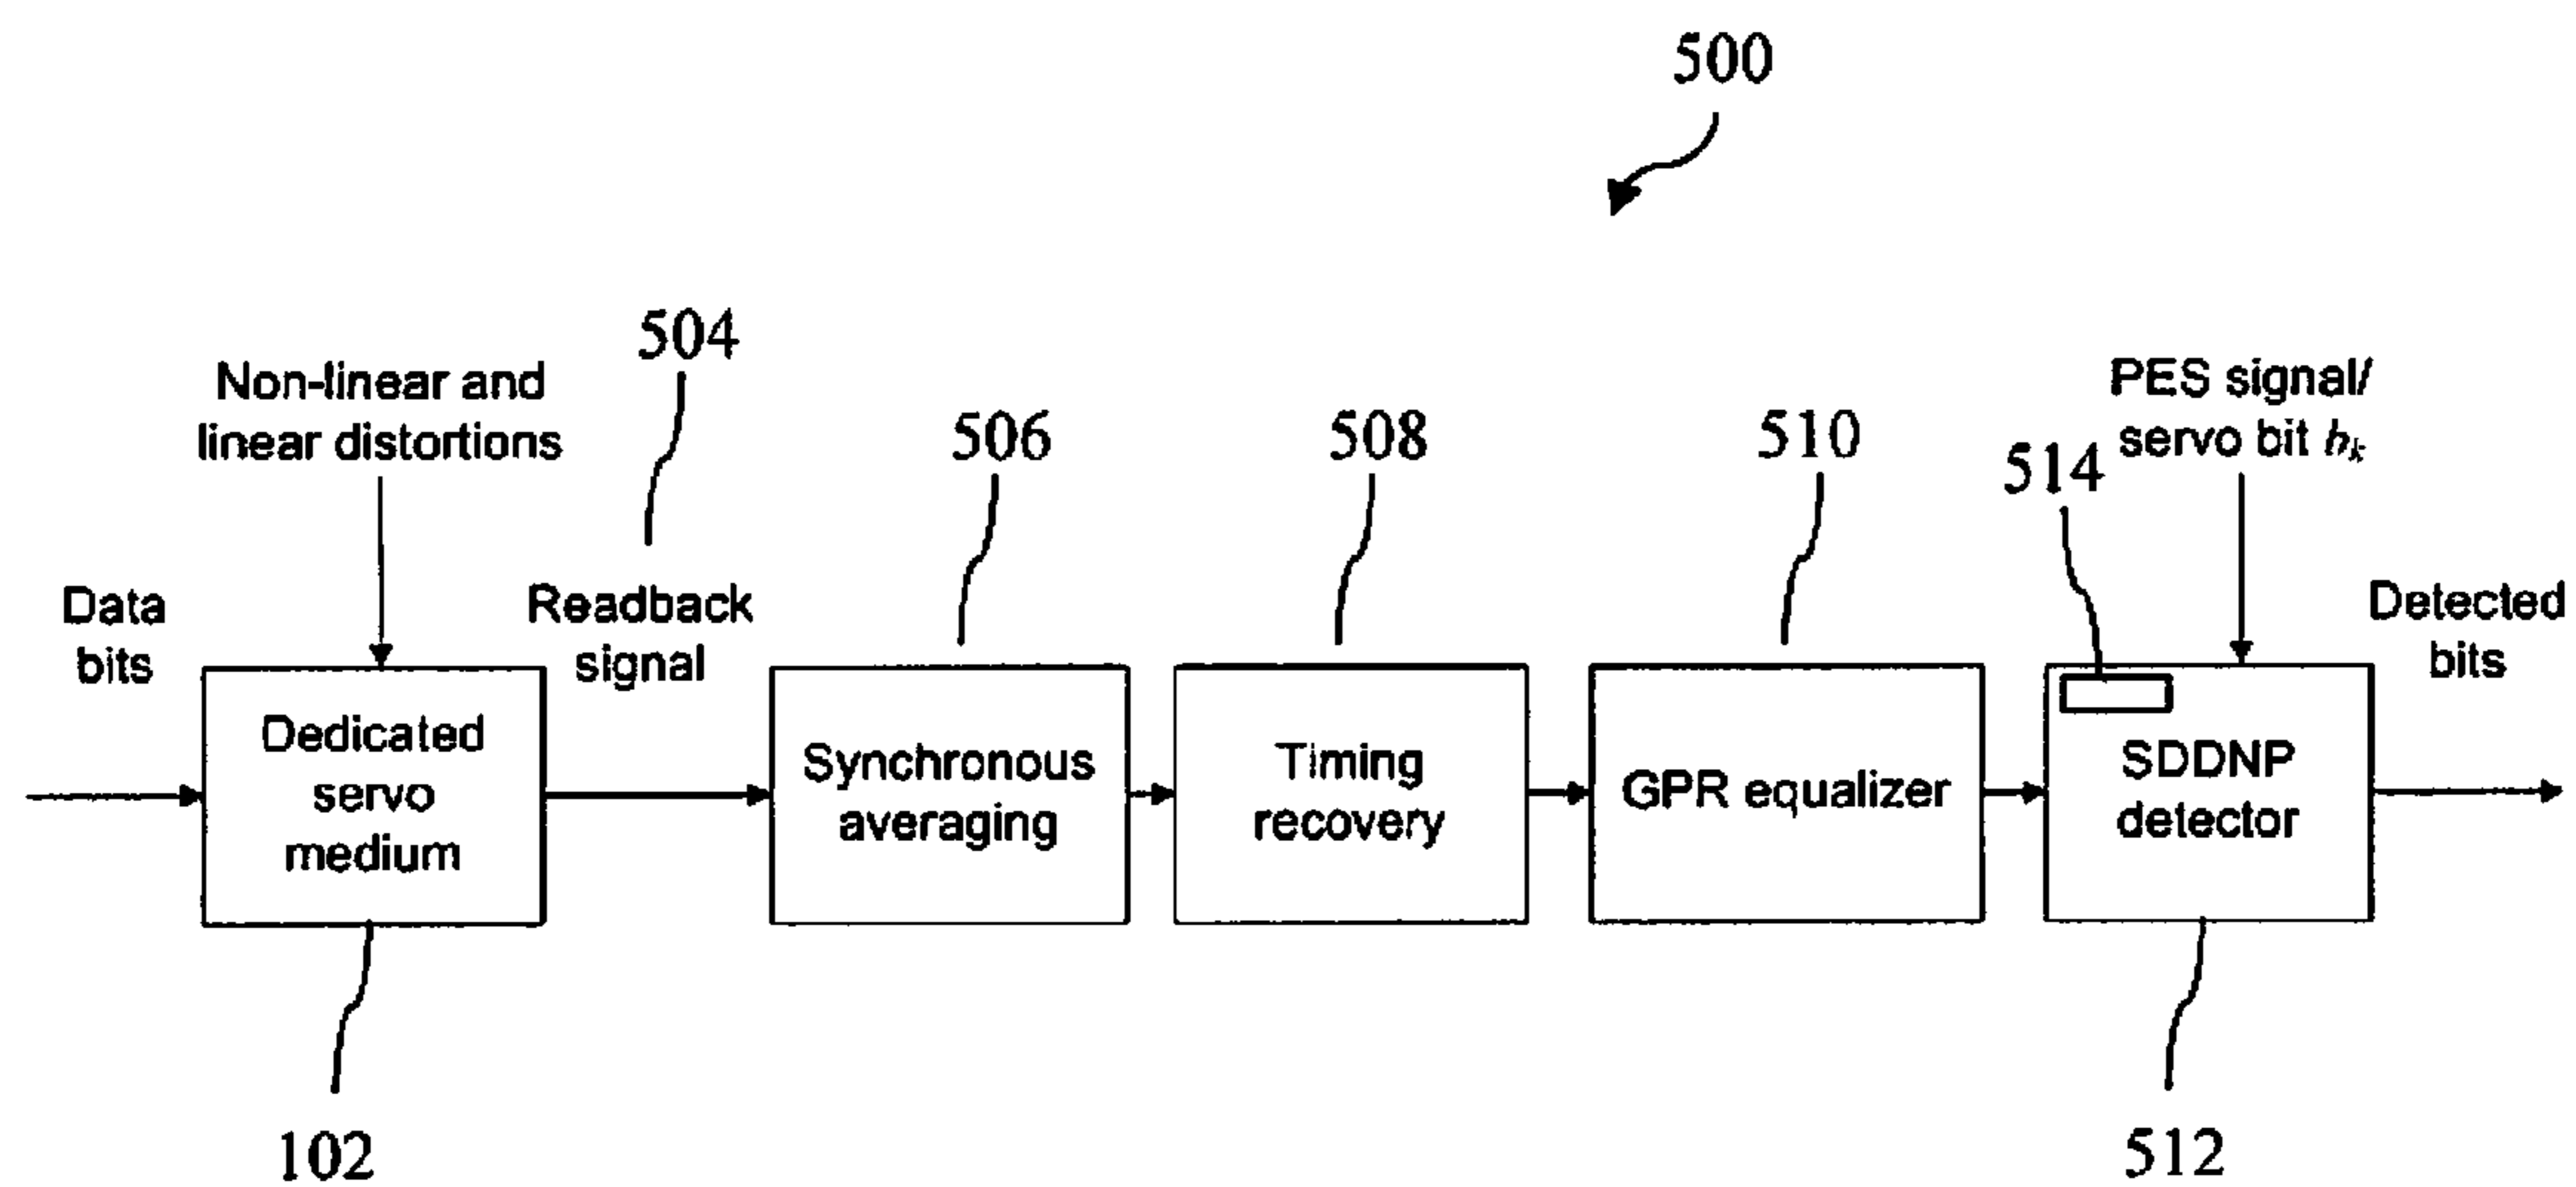 500
504
Non-linear and
linear distortions
506
508
510
PES signal/
servo bit bₖ
514
Data
bits
Readback
signal
Detected
bits
Dedicated
servo
medium
Synchronous
averaging
Timing
recovery
GPR equalizer
SDDNP
detector
102
512